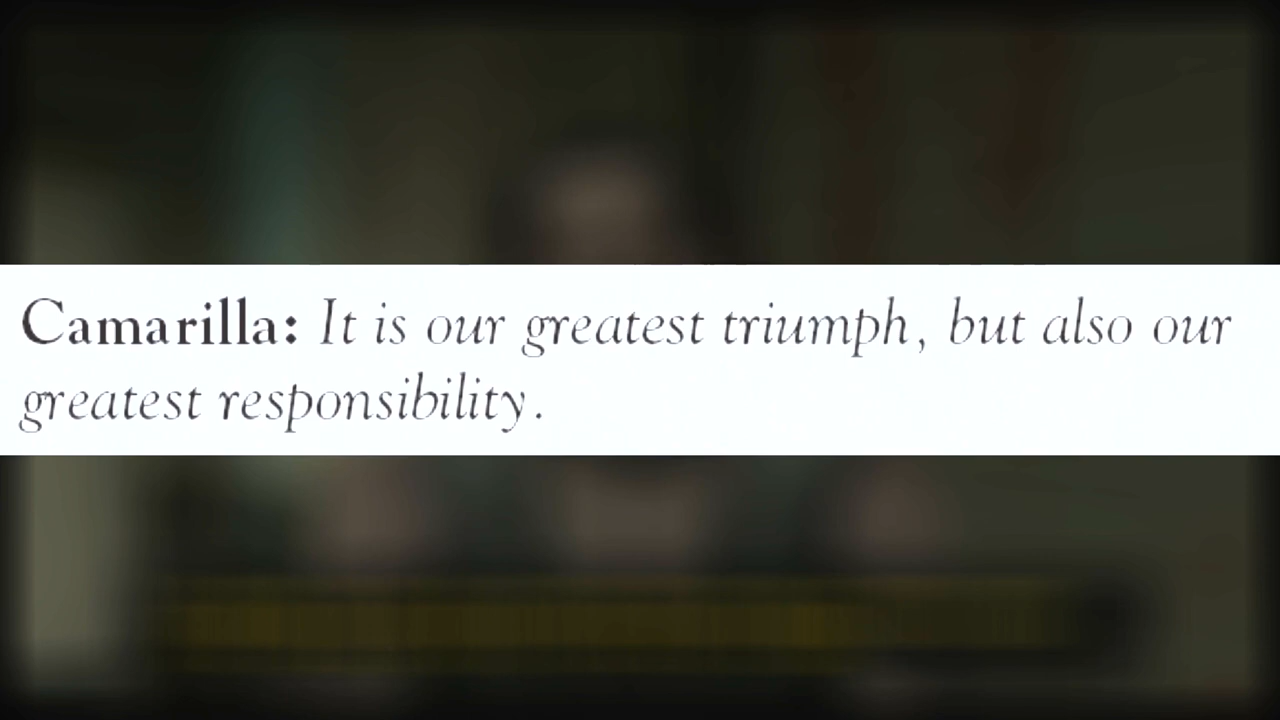 Camarilla: It is our greatest triumph, but also our
greatest responsibility.